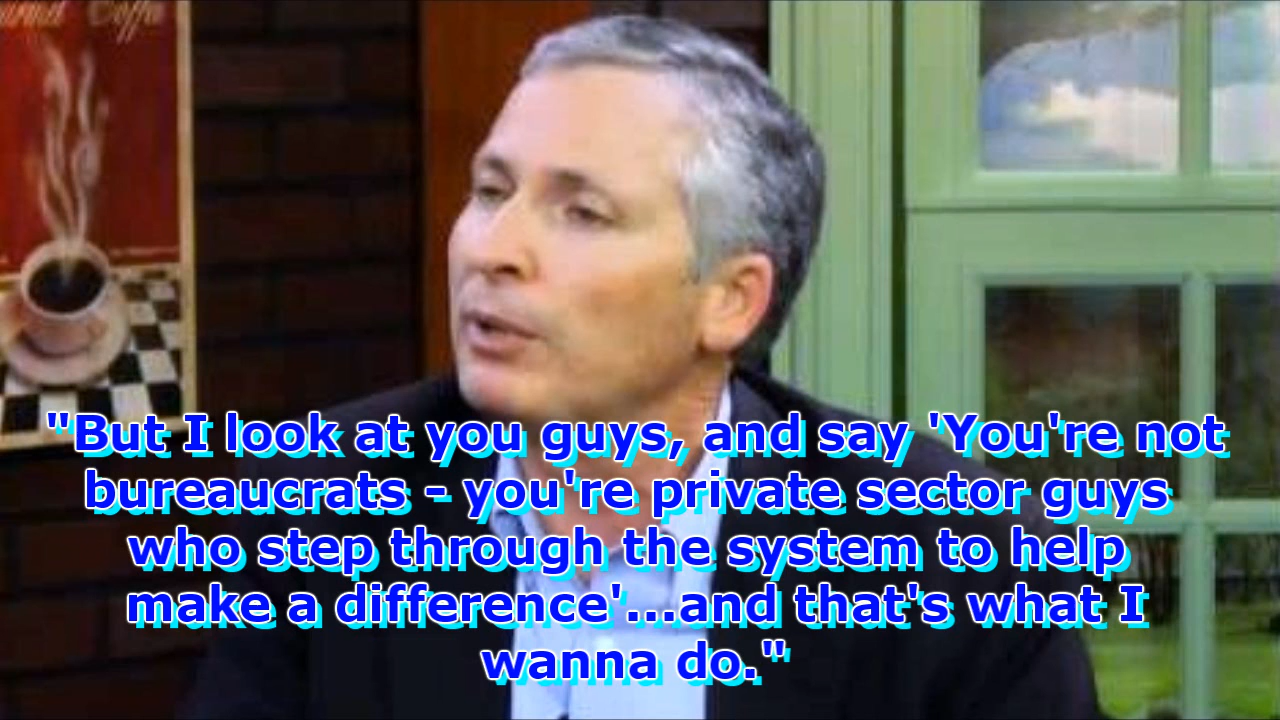 Coffe
"But I look at you guys, and say 'You're not
bureaucrats - you're private sector guys
who step through the system to help
make a difference'...and that's what I
wanna do."